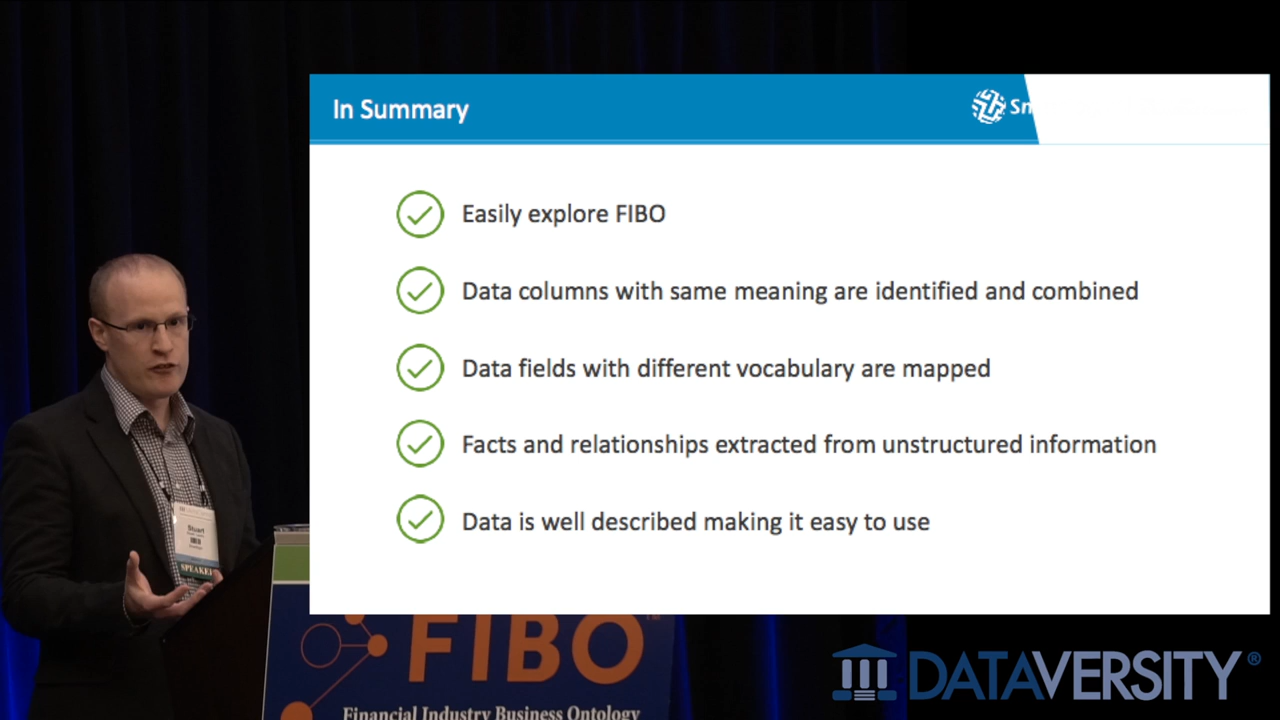 In Summary
Easily explore FIBO
Data columns with same meaning are identified and combined
Data fields with different vocabulary are mapped
Facts and relationships extracted from unstructured information
Data is well described making it easy to use
Stuart
SPEAKER
FIBO™
Financial Industry Business Ontology
DATAVERSITY®